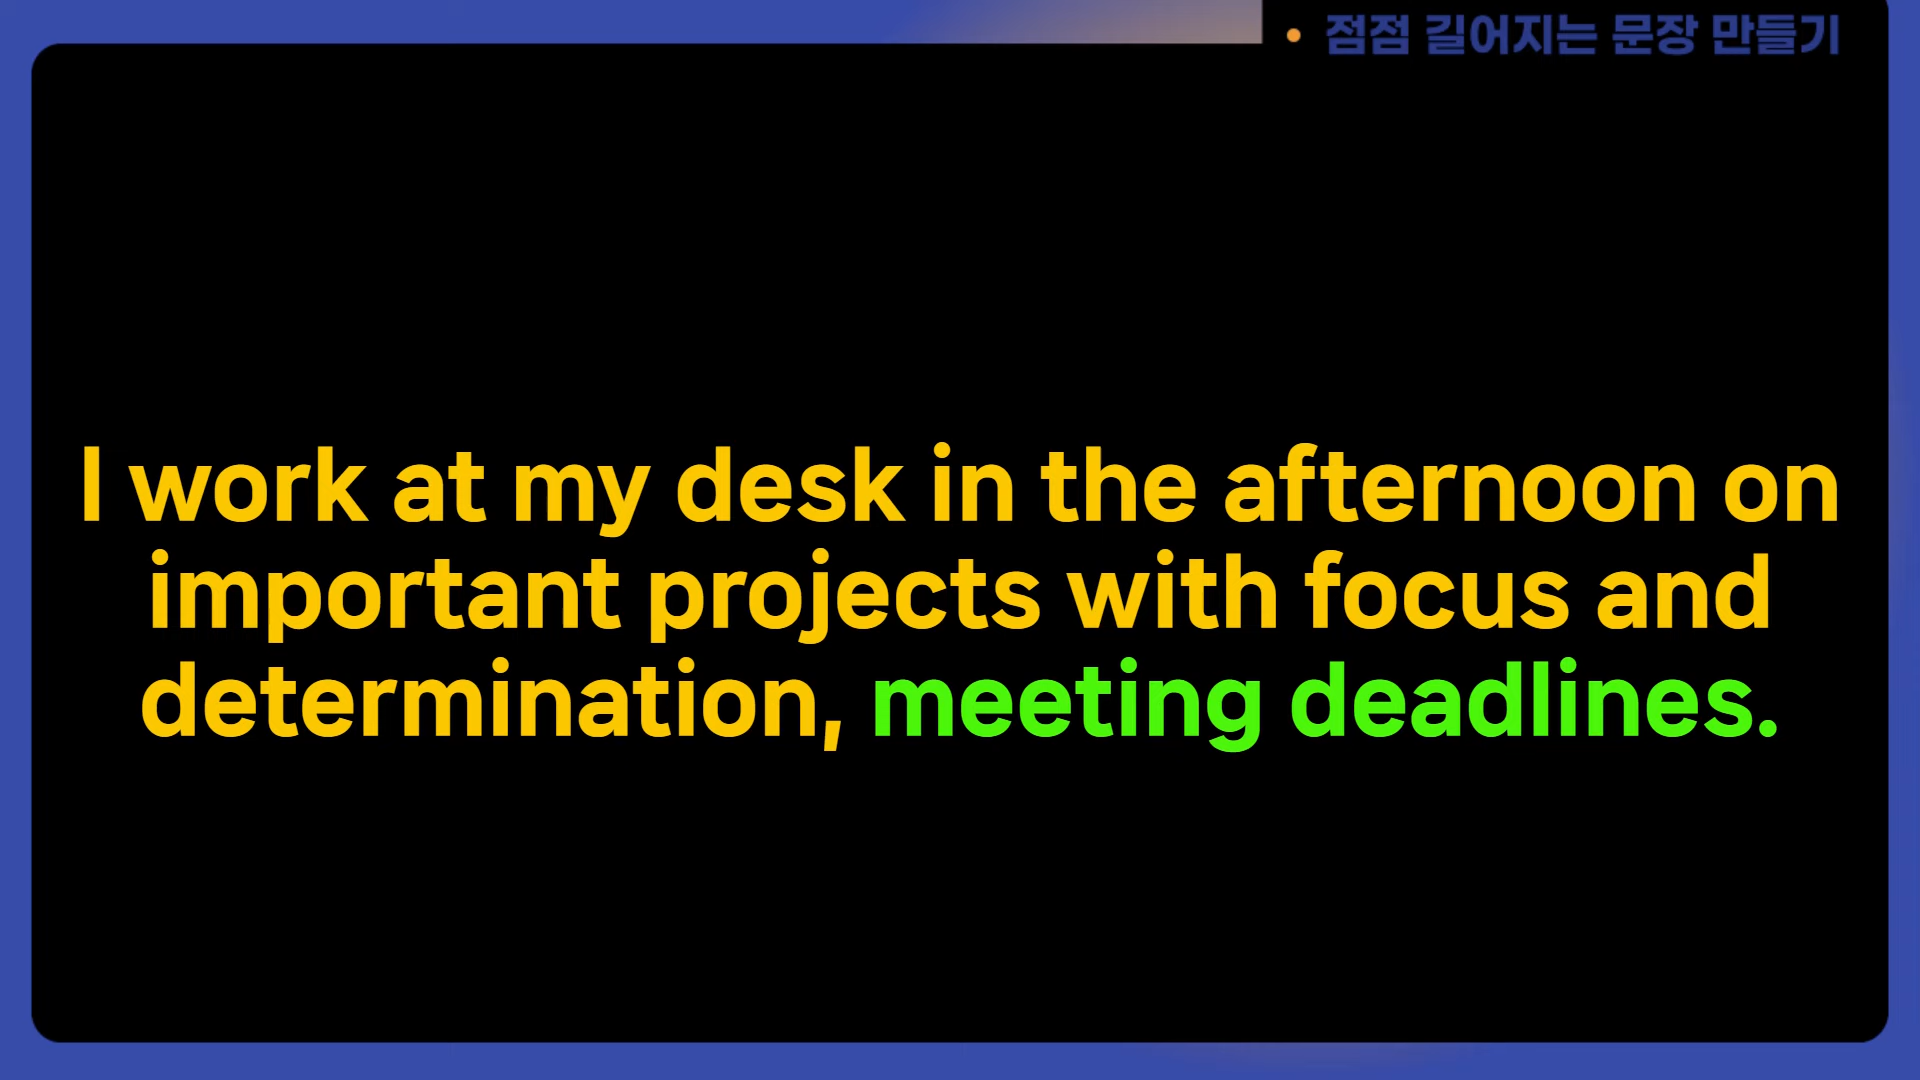 점점 길어지는 문장 만들기
I work at my desk in the afternoon on
important projects with focus and
determination, meeting deadlines.